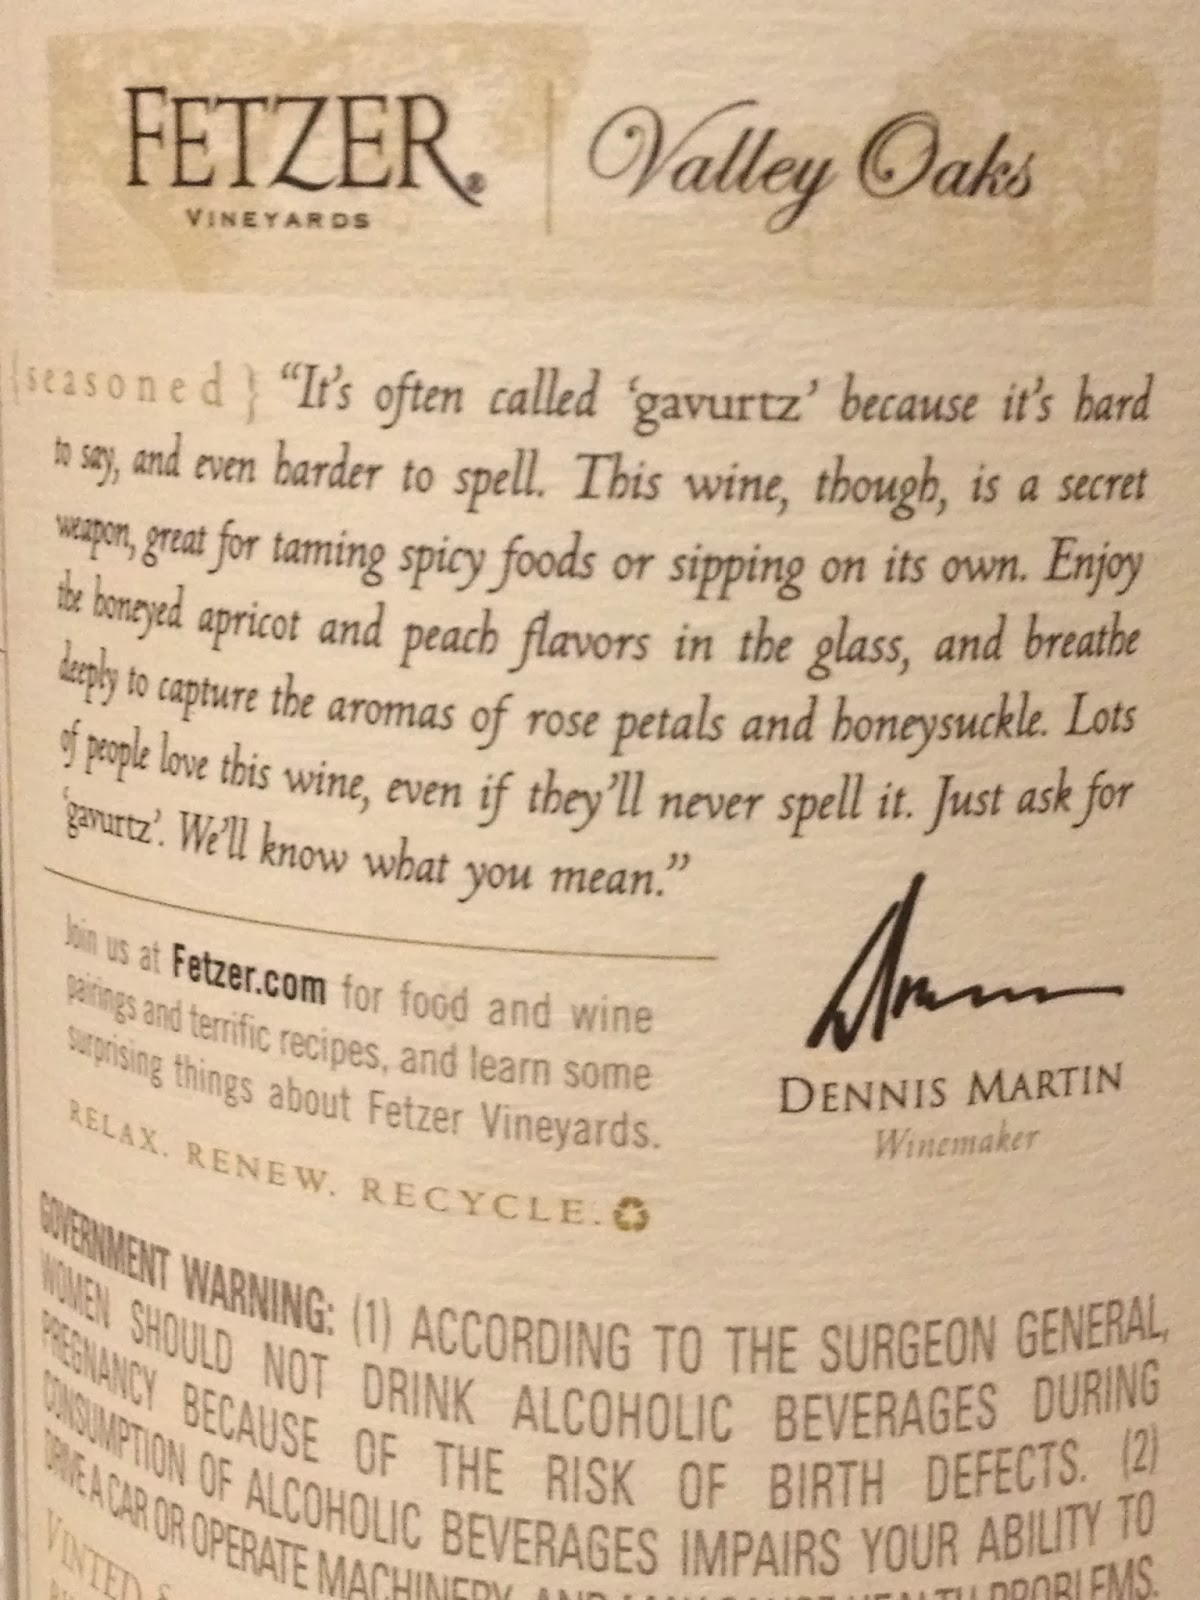 FETZER® | Valley Oaks
VINEYARDS
{seasoned} “It’s often called ‘gavurtz’ because it’s hard
to say, and even harder to spell. This wine, though, is a secret
weapon, great for taming spicy foods or sipping on its own. Enjoy
the honeyed apricot and peach flavors in the glass, and breathe
deeply to capture the aromas of rose petals and honeysuckle. Lots
of people love this wine, even if they’ll never spell it. Just ask for
‘gavurtz’. We’ll know what you mean.”
Join us at Fetzer.com for food and wine
pairings and terrific recipes, and learn some
surprising things about Fetzer Vineyards.
RELAX. RENEW. RECYCLE.
DENNIS MARTIN
Winemaker
GOVERNMENT WARNING: (1) ACCORDING TO THE SURGEON GENERAL,
WOMEN SHOULD NOT DRINK ALCOHOLIC BEVERAGES DURING
PREGNANCY BECAUSE OF THE RISK OF BIRTH DEFECTS. (2)
CONSUMPTION OF ALCOHOLIC BEVERAGES IMPAIRS YOUR ABILITY TO
DRIVE A CAR OR OPERATE MACHINERY, AND MAY CAUSE HEALTH PROBLEMS.
VINTED &